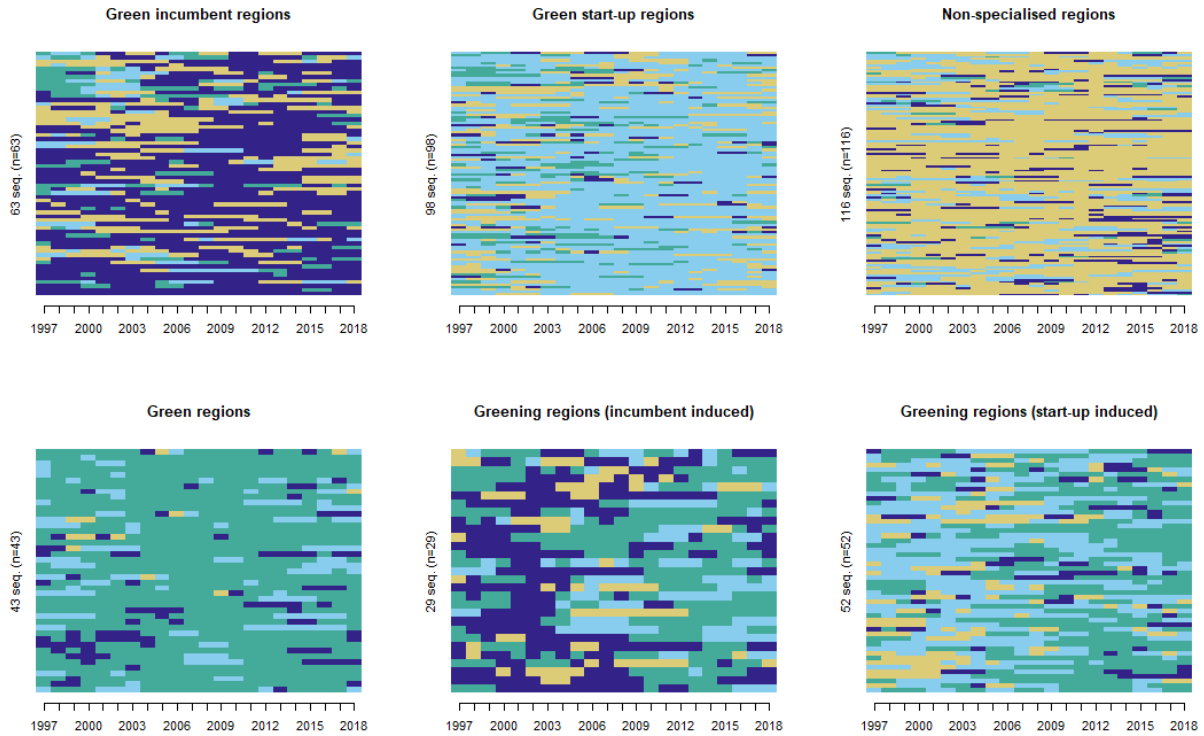 Green incumbent regions
Green start-up regions
Non-specialised regions
63 seq. (n=63)
98 seq. (n=98)
116 seq. (n=116)
1997 2000 2003 2006 2009 2012 2015 2018
1997 2000 2003 2006 2009 2012 2015 2018
1997 2000 2003 2006 2009 2012 2015 2018
Green regions
Greening regions (incumbent induced)
Greening regions (start-up induced)
43 seq. (n=43)
29 seq. (n=29)
52 seq. (n=52)
1997 2000 2003 2006 2009 2012 2015 2018
1997 2000 2003 2006 2009 2012 2015 2018
1997 2000 2003 2006 2009 2012 2015 2018